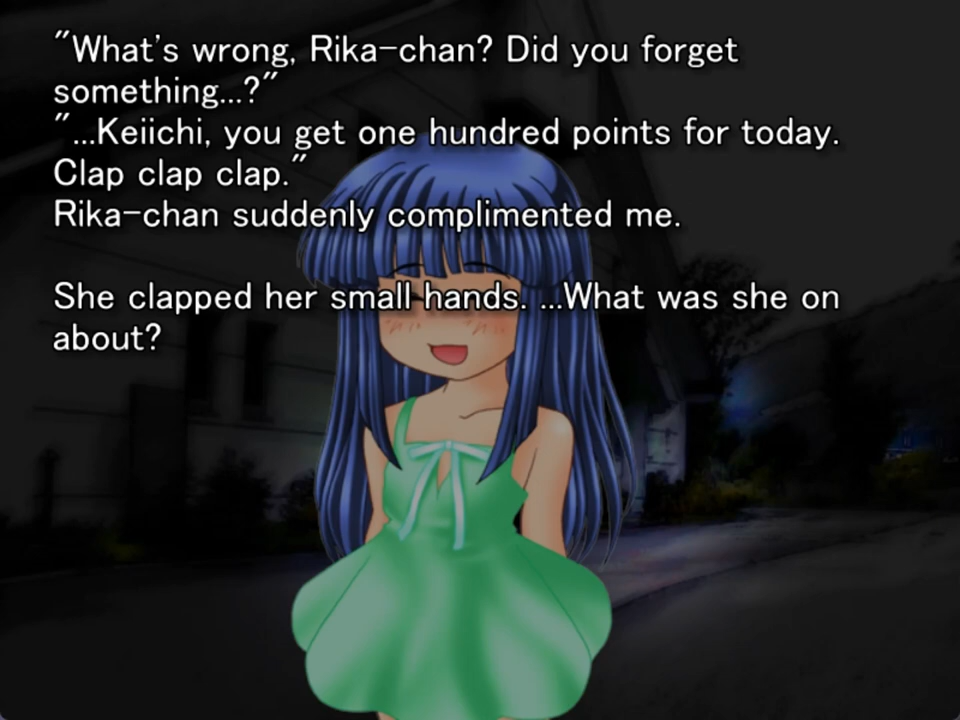 "What's wrong, Rika-chan? Did you forget
something...?"
"...Keiichi, you get one hundred points for today.
Clap clap clap."
Rika-chan suddenly complimented me.
She clapped her small hands. ...What was she on
about?